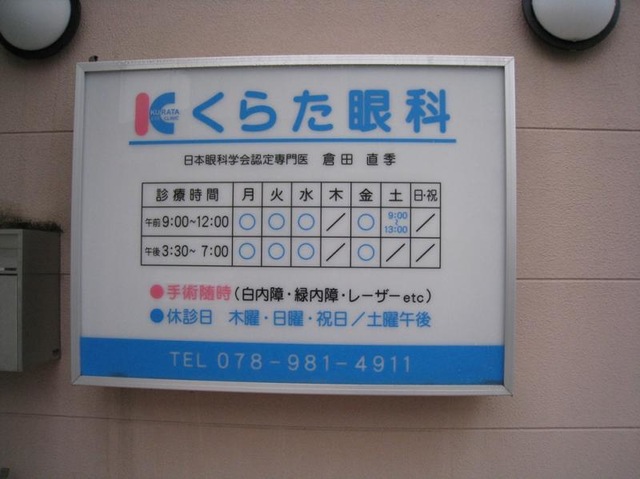 KURATA くらた眼科
日本眼科学会認定専門医 倉田 直季
診療時間 月 火 水 木 金 土 日・祝
午前 9:00~12:00 ○ ○ ○ ／ ○ 9:00~13:00 ／
午後 3:30~ 7:00 ○ ○ ○ ／ ○ ／ ／
●手術随時(白内障・緑内障・レーザー etc)
●休診日 木曜・日曜・祝日／土曜午後
TEL 078-981-4911